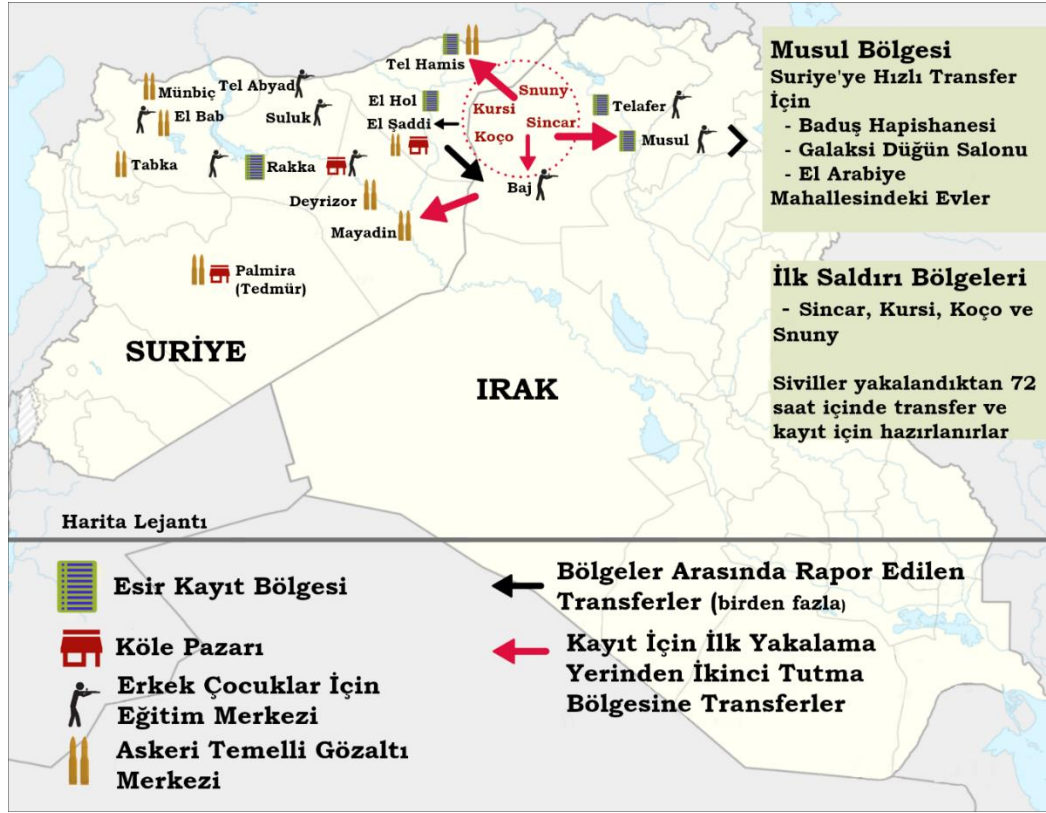 Tel Hamis
Münbiç
Tel Abyad
El Bab
Suluk
El Hol
El Şaddi
Tabka
Rakka
Deyrizor
Mayadin
Palmira
(Tedmür)
Snuny
Kursi
Sincar
Koço
Telafer
Musul
Baj
SURİYE
IRAK
Musul Bölgesi
Suriye'ye Hızlı Transfer
İçin
- Baduş Hapishanesi
- Galaksi Düğün Salonu
- El Arabiye
Mahallesindeki Evler
İlk Saldırı Bölgeleri
- Sincar, Kursi, Koço ve
Snuny
Siviller yakalandıktan 72
saat içinde transfer ve
kayıt için hazırlanırlar
Harita Lejantı
Esir Kayıt Bölgesi
Köle Pazarı
Erkek Çocuklar İçin
Eğitim Merkezi
Askeri Temelli Gözaltı
Merkezi
Bölgeler Arasında Rapor Edilen
Transferler (birden fazla)
Kayıt İçin İlk Yakalama
Yerinden İkinci Tutma
Bölgesine Transferler